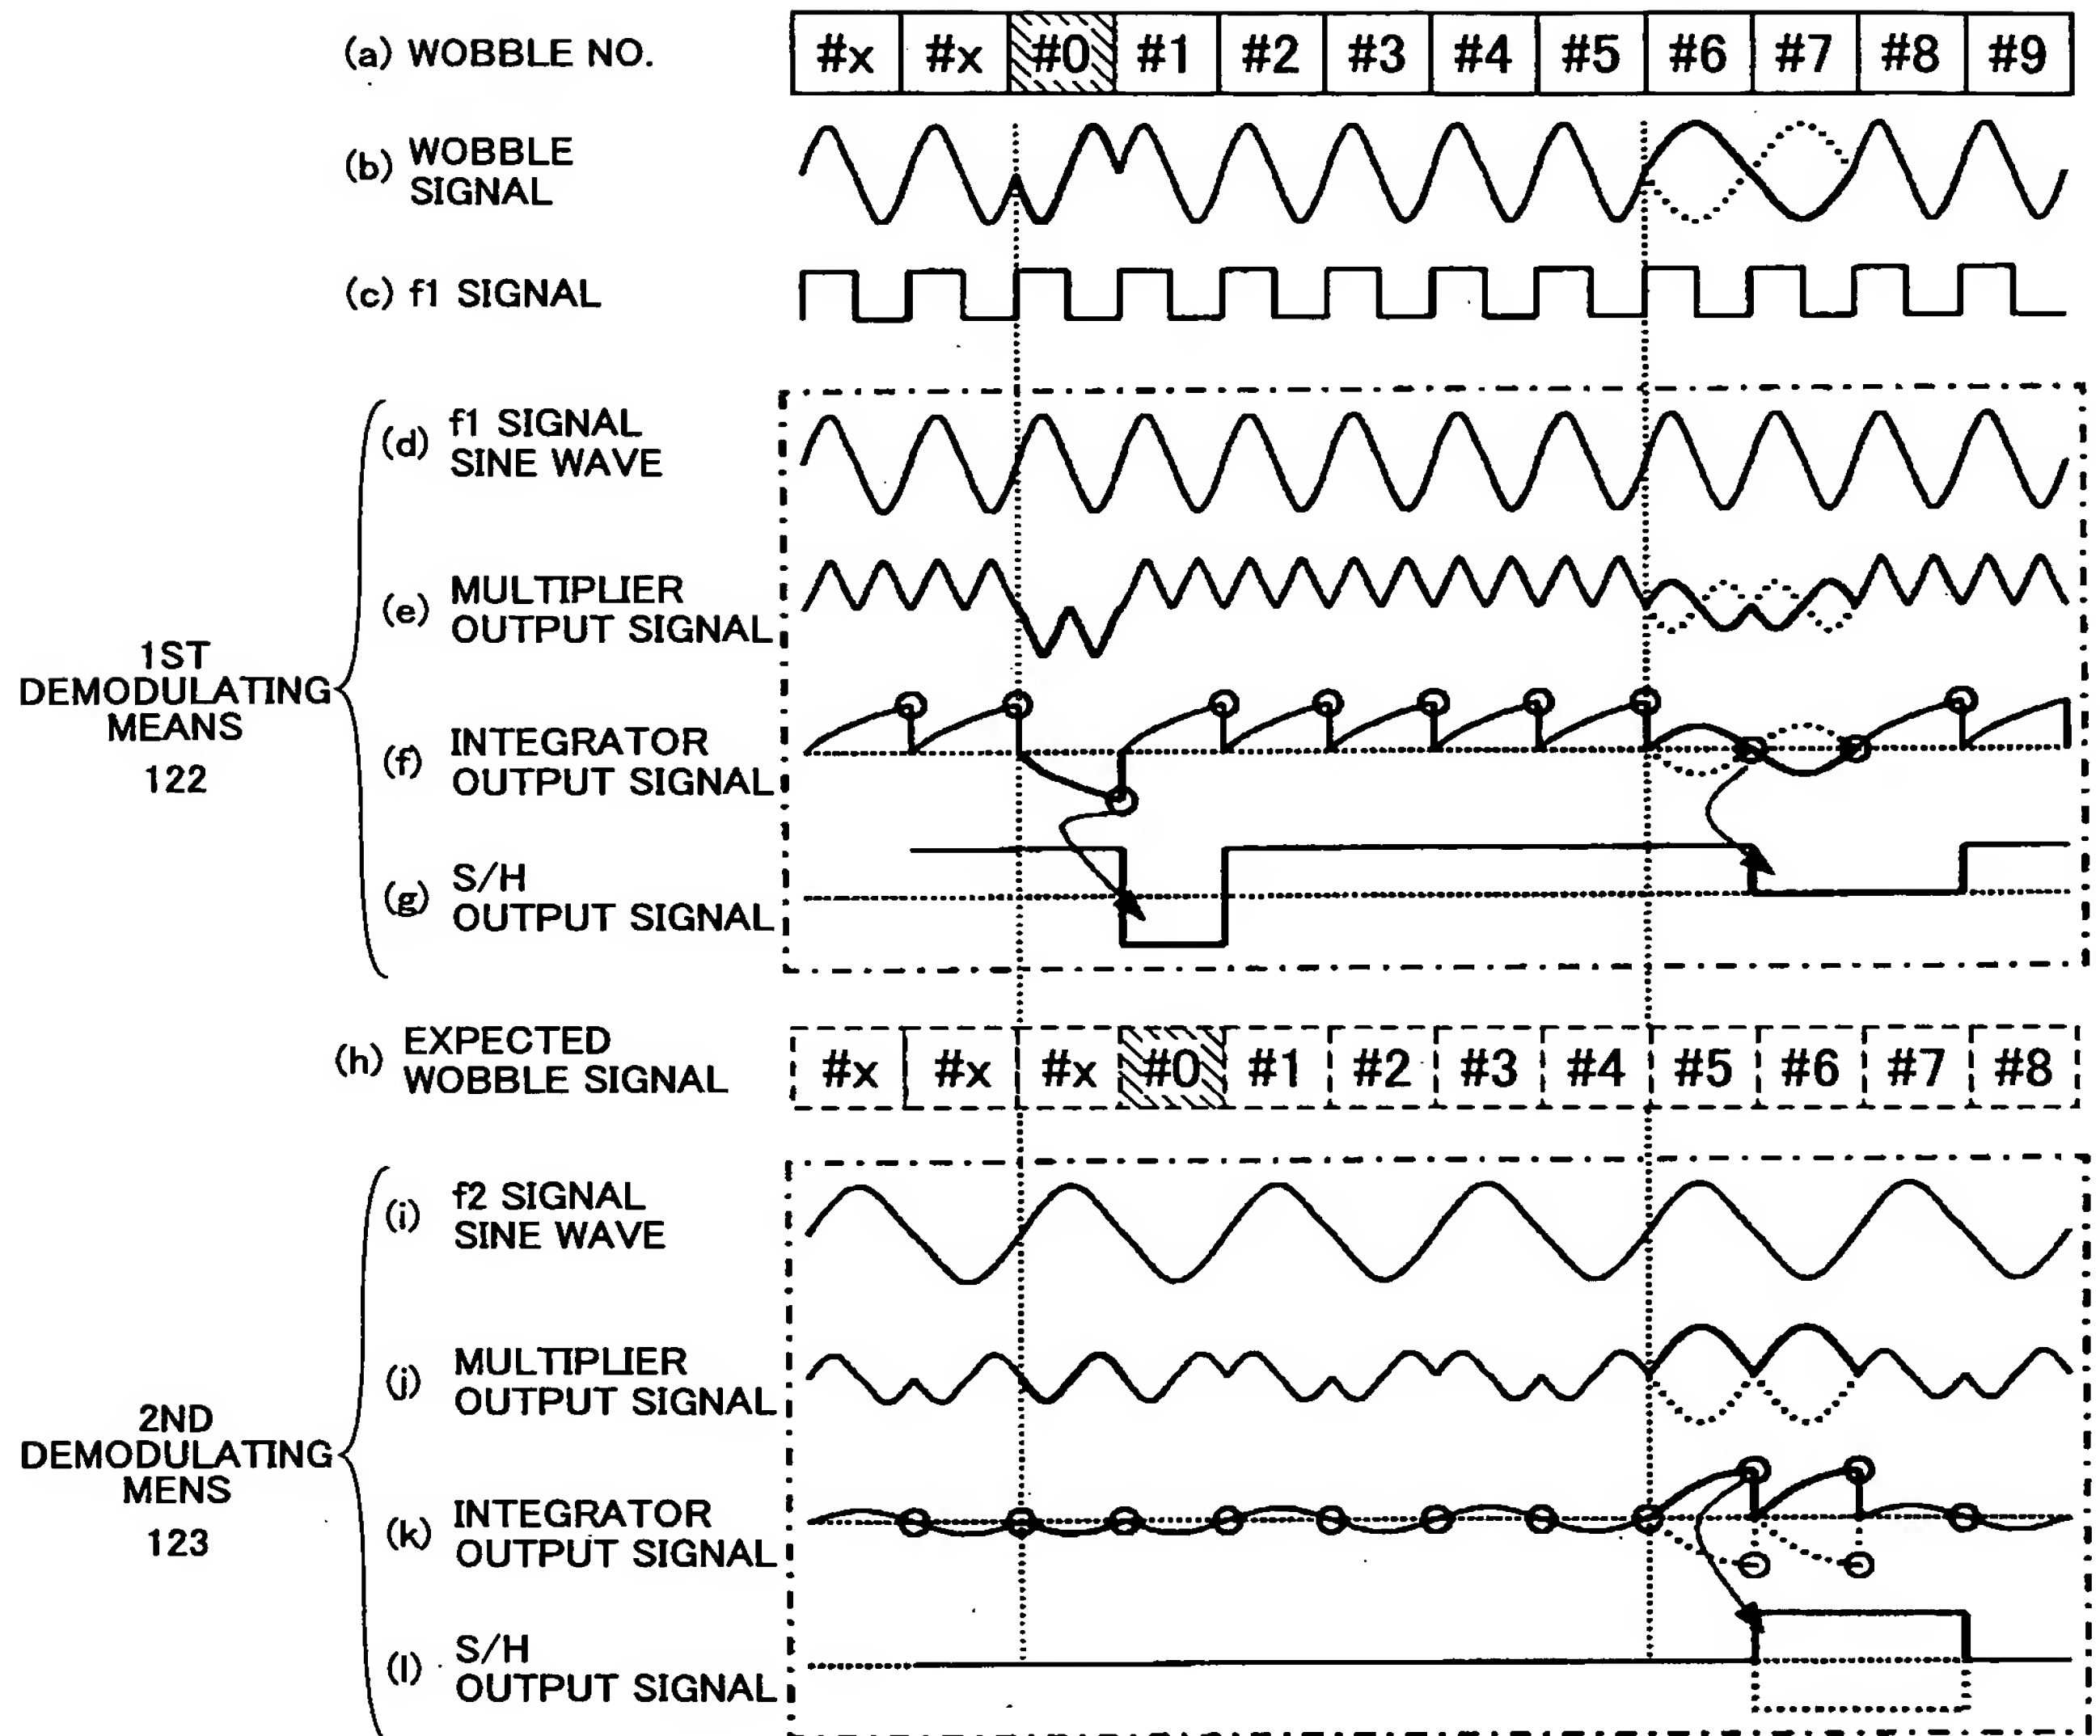 (a) WOBBLE NO.
#x #x #0 #1 #2 #3 #4 #5 #6 #7 #8 #9
(b) WOBBLE
SIGNAL
(c) f1 SIGNAL
1ST
DEMODULATING
MEANS
122
(d) f1 SIGNAL
SINE WAVE
(e) MULTIPLIER
OUTPUT SIGNAL
(f) INTEGRATOR
OUTPUT SIGNAL
(g) S/H
OUTPUT SIGNAL
(h) EXPECTED
WOBBLE SIGNAL
#x #x #x #0 #1 #2 #3 #4 #5 #6 #7 #8
2ND
DEMODULATING
MENS
123
(i) f2 SIGNAL
SINE WAVE
(j) MULTIPLIER
OUTPUT SIGNAL
(k) INTEGRATOR
OUTPUT SIGNAL
(l) S/H
OUTPUT SIGNAL